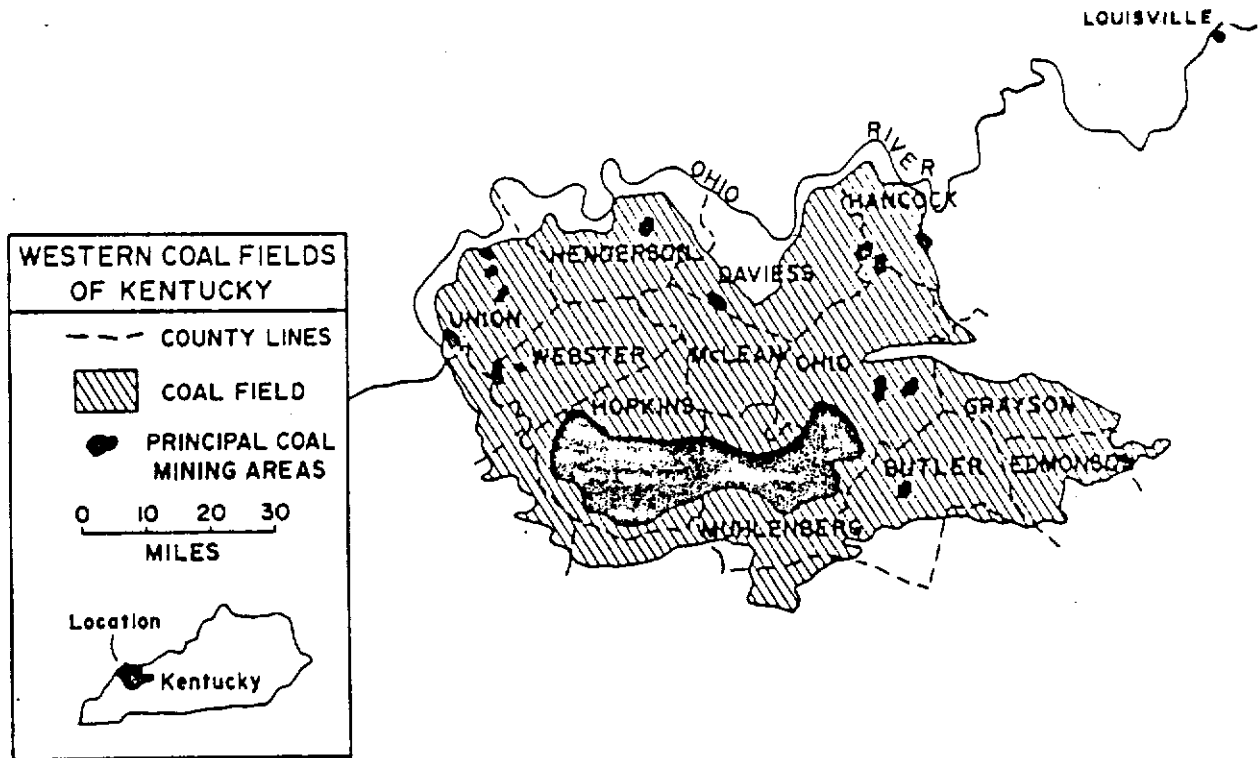 LOUISVILLE
OHIO
RIVER
HANCOCK
HENDERSON
DAVIESS
UNION
WEBSTER
McLEAN
OHIO
HOPKINS
GRAYSON
BUTLER
EDMONSON
MUHLENBERG
WESTERN COAL FIELDS
OF KENTUCKY
COUNTY LINES
COAL FIELD
PRINCIPAL COAL
MINING AREAS
0 10 20 30
MILES
Location
Kentucky